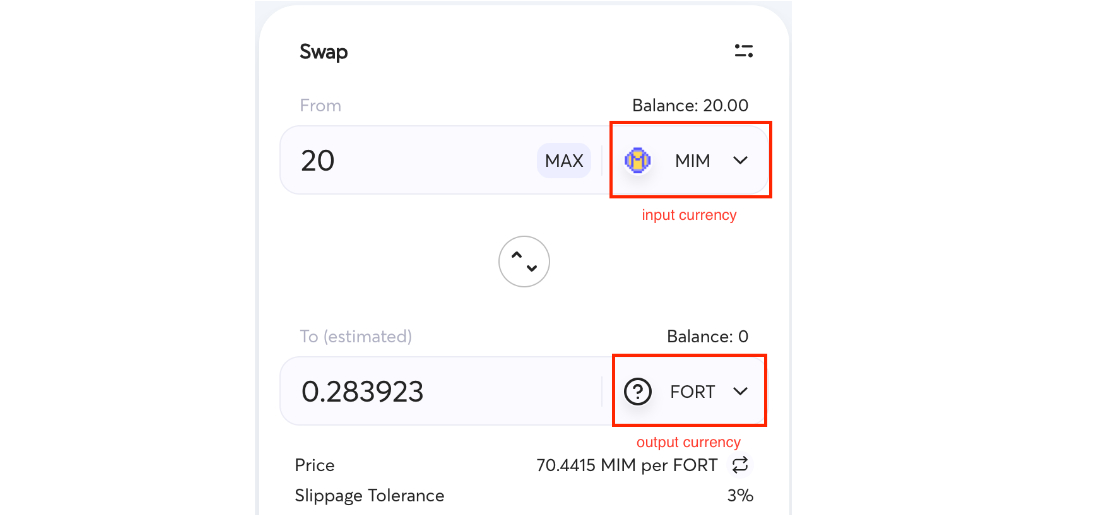 Swap
From Balance: 20.00
20 MAX MIM
input currency
To (estimated) Balance: 0
0.283923 FORT
output currency
Price 70.4415 MIM per FORT
Slippage Tolerance 3%